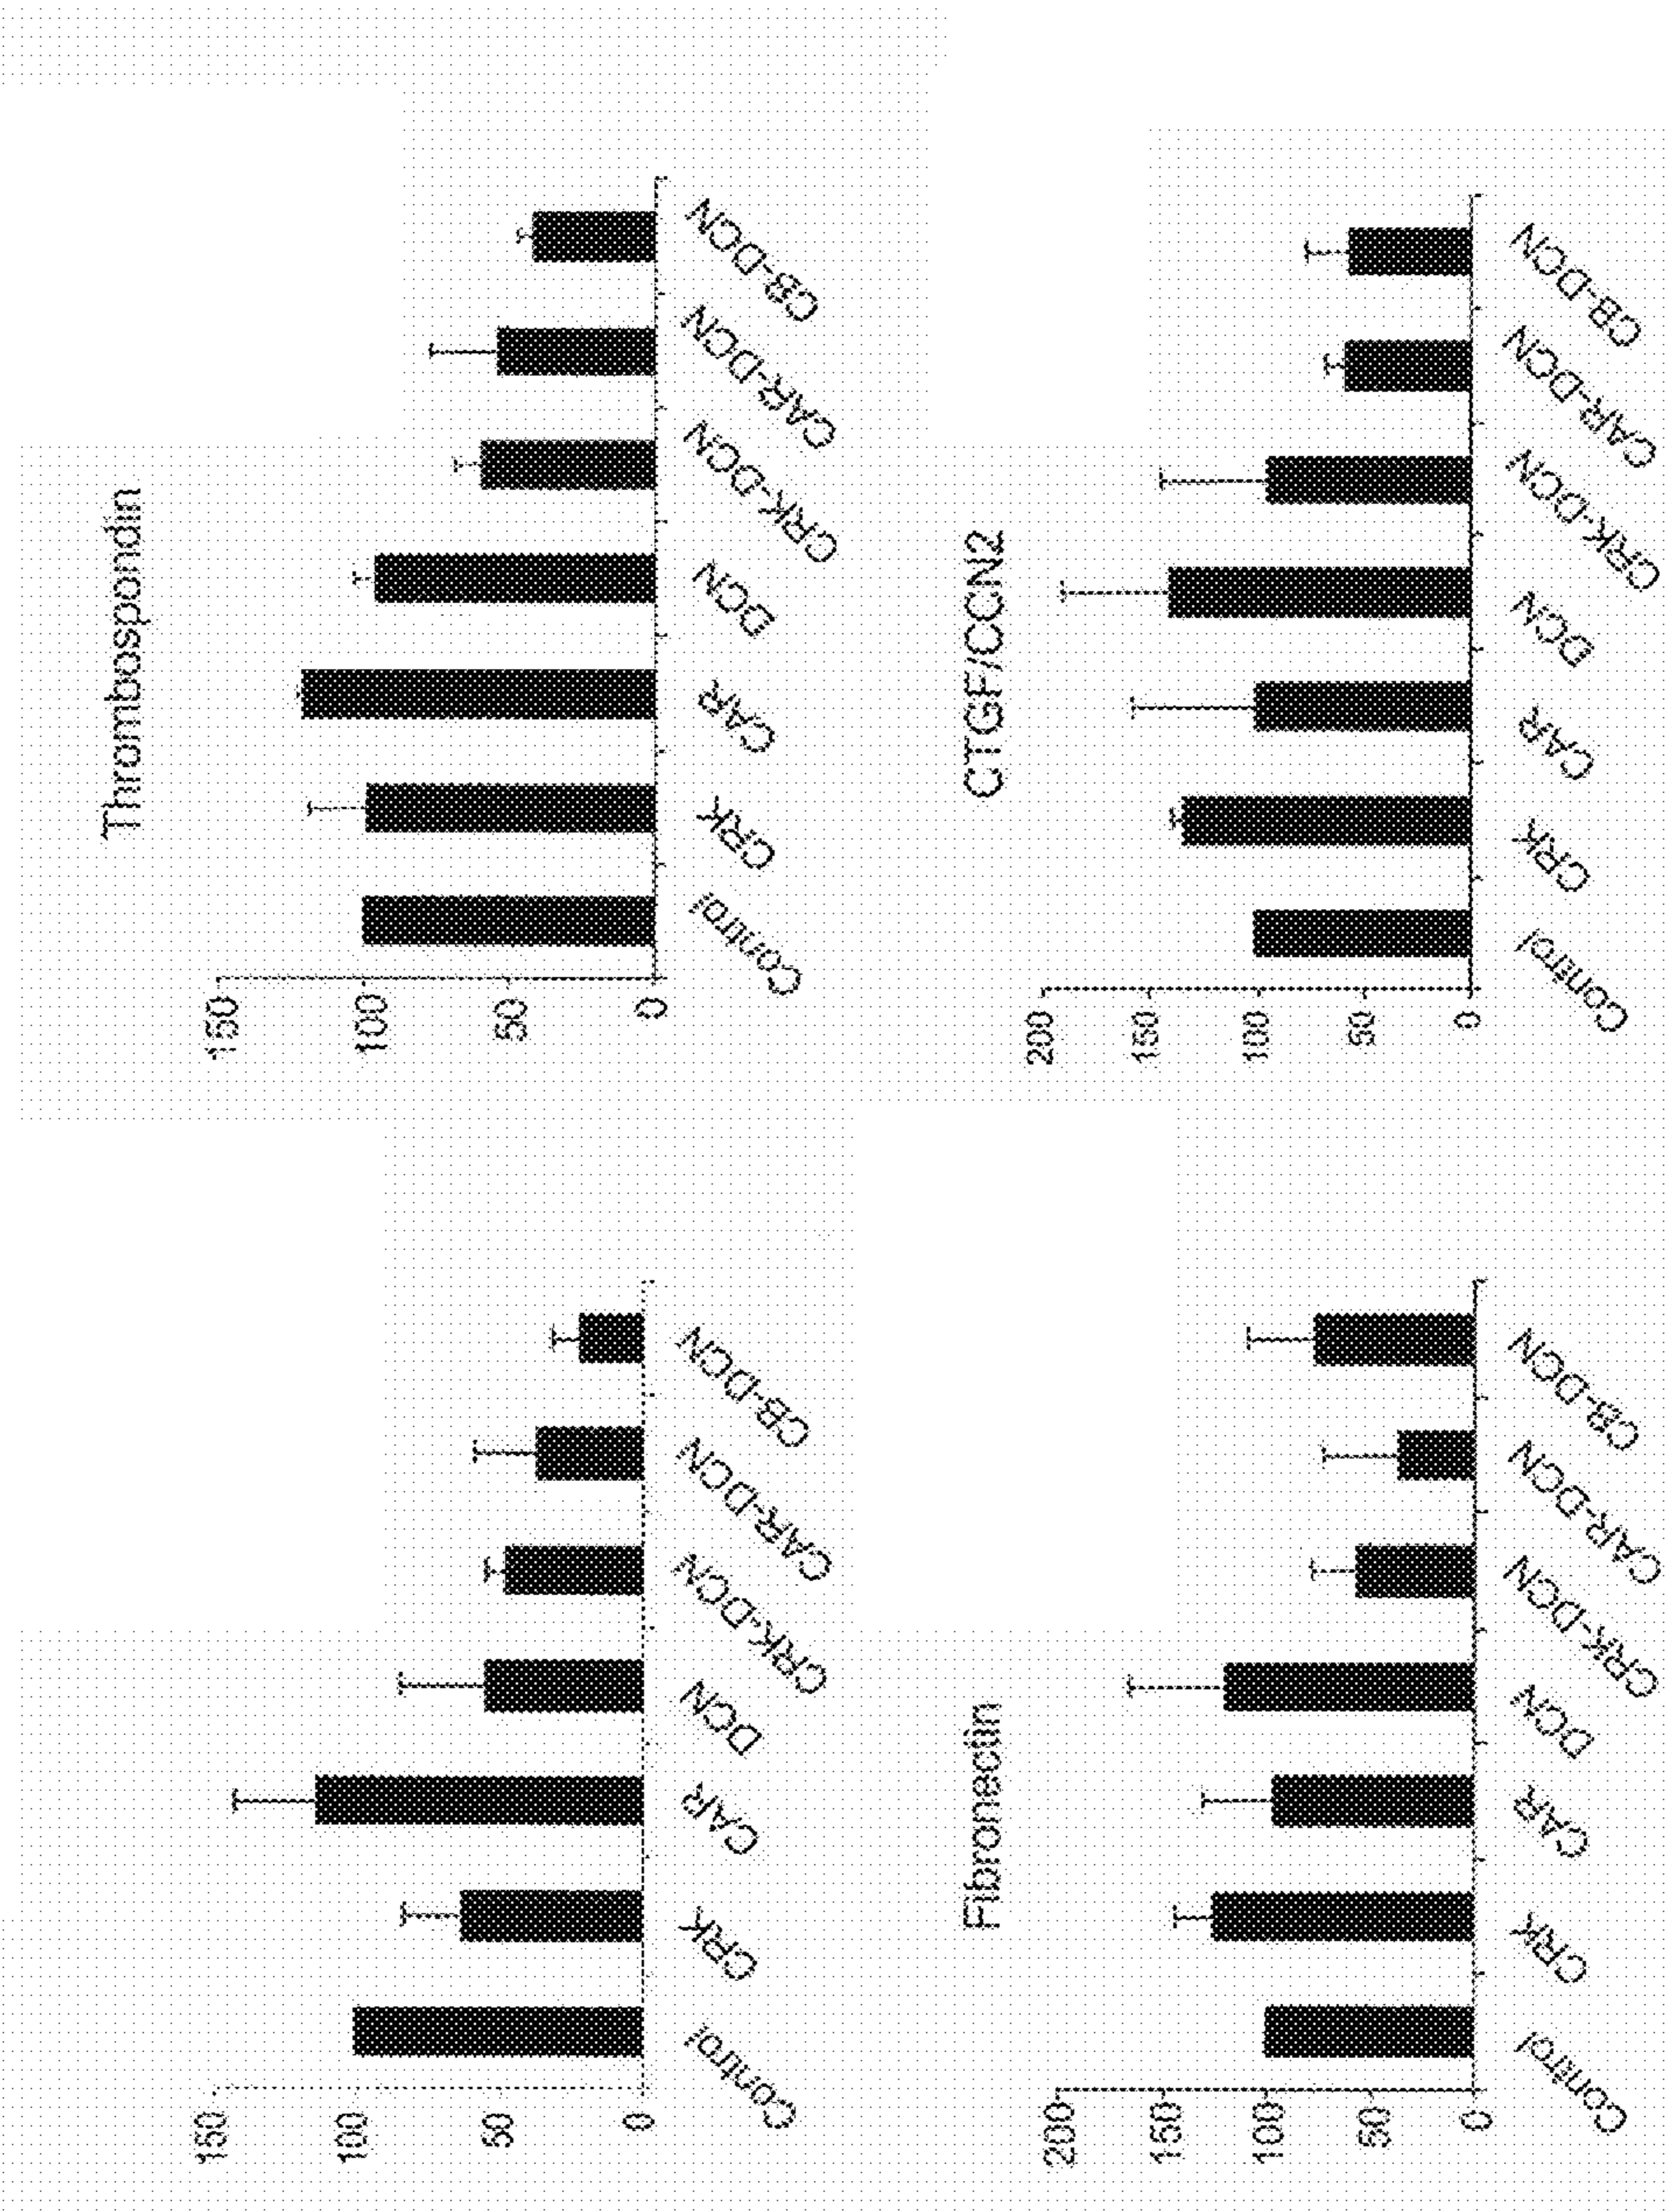 150
100
50
0
Control
CRK
CAR
DCN
CRK-DCN
CAR-DCN
CB-DCN
Thrombospondin
150
100
50
0
Control
CRK
CAR
DCN
CRK-DCN
CAR-DCN
CB-DCN
Fibronectin
200
150
100
50
0
Control
CRK
CAR
DCN
CRK-DCN
CAR-DCN
CB-DCN
CTGF/CCN2
200
150
100
50
0
Control
CRK
CAR
DCN
CRK-DCN
CAR-DCN
CB-DCN